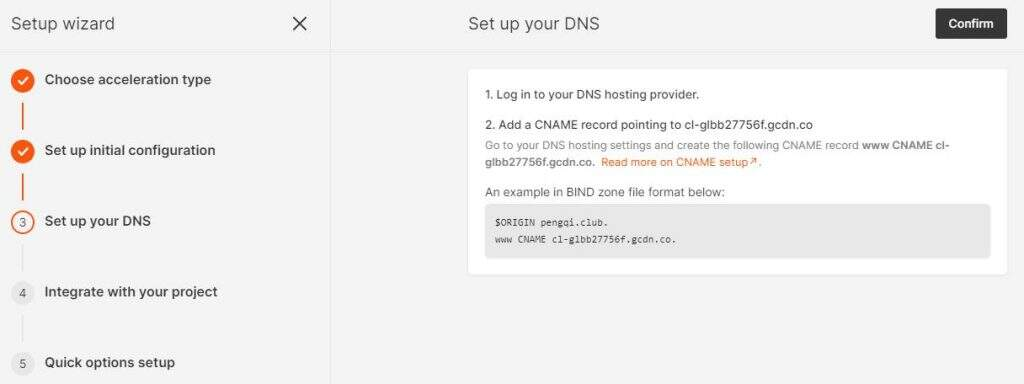 Setup wizard
Set up your DNS
Confirm
Choose acceleration type
Set up initial configuration
3
Set up your DNS
4
Integrate with your project
5
Quick options setup
1. Log in to your DNS hosting provider.
2. Add a CNAME record pointing to cl-glbb27756f.gcdn.co
Go to your DNS hosting settings and create the following CNAME record www CNAME cl-
glbb27756f.gcdn.co. Read more on CNAME setup↗.
An example in BIND zone file format below:
$ORIGIN pengqi.club.
www CNAME cl-glbb27756f.gcdn.co.